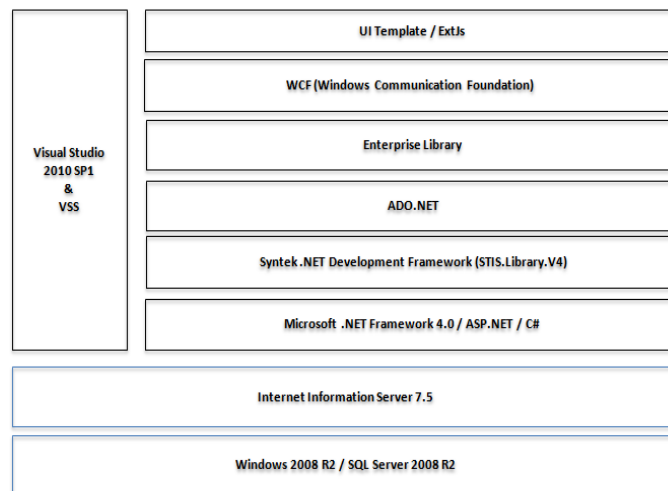 UI Template / ExtJs
WCF (Windows Communication Foundation)
Enterprise Library
Visual Studio
2010 SP1
&
VSS
ADO.NET
Syntek .NET Development Framework (STIS.Library.V4)
Microsoft .NET Framework 4.0 / ASP.NET / C#
Internet Information Server 7.5
Windows 2008 R2 / SQL Server 2008 R2